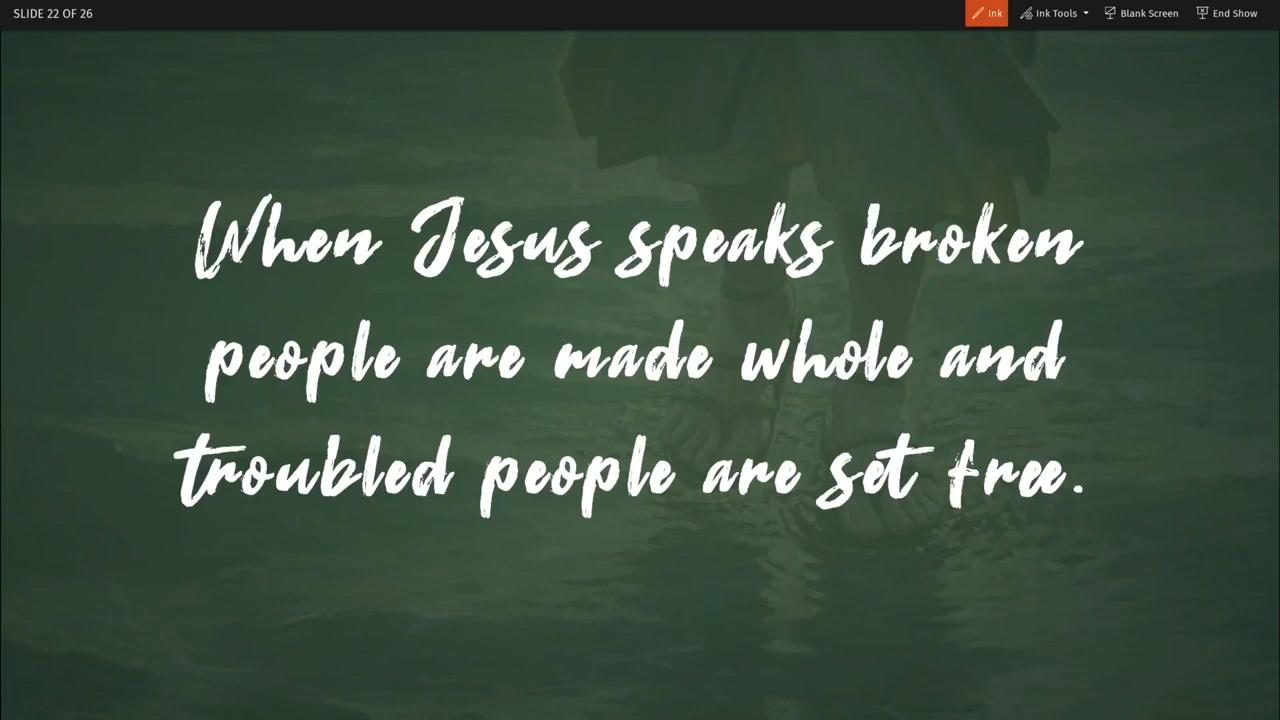 SLIDE 22 OF 26
Ink
Ink Tools
Blank Screen
End Show
When Jesus speaks broken
people are made whole and
troubled people are set free.